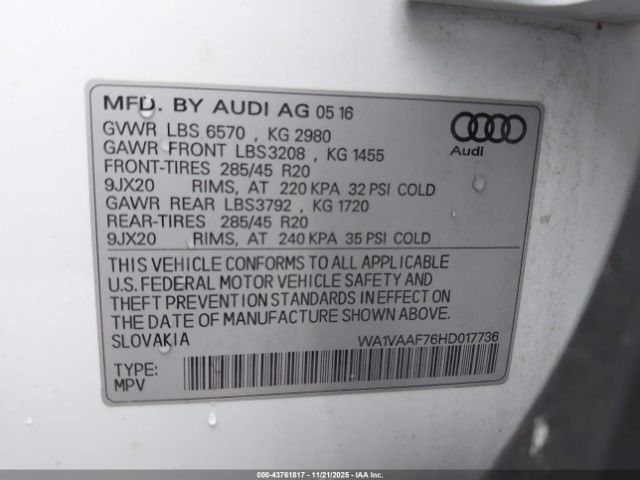 MFD. BY AUDI AG 05 16
GVWR LBS 6570 , KG 2980
GAWR FRONT LBS3208 , KG 1455
FRONT-TIRES 285/45 R20
9JX20 RIMS, AT 220 KPA 32 PSI COLD
GAWR REAR LBS3792 , KG 1720
REAR-TIRES 285/45 R20
9JX20 RIMS, AT 240 KPA 35 PSI COLD
Audi
THIS VEHICLE CONFORMS TO ALL APPLICABLE
U.S. FEDERAL MOTOR VEHICLE SAFETY AND
THEFT PREVENTION STANDARDS IN EFFECT ON
THE DATE OF MANUFACTURE SHOWN ABOVE.
SLOVAKIA WA1VAAF76HD017736
TYPE:
MPV
000-43761817 - 11/21/2025 - IAAI.com